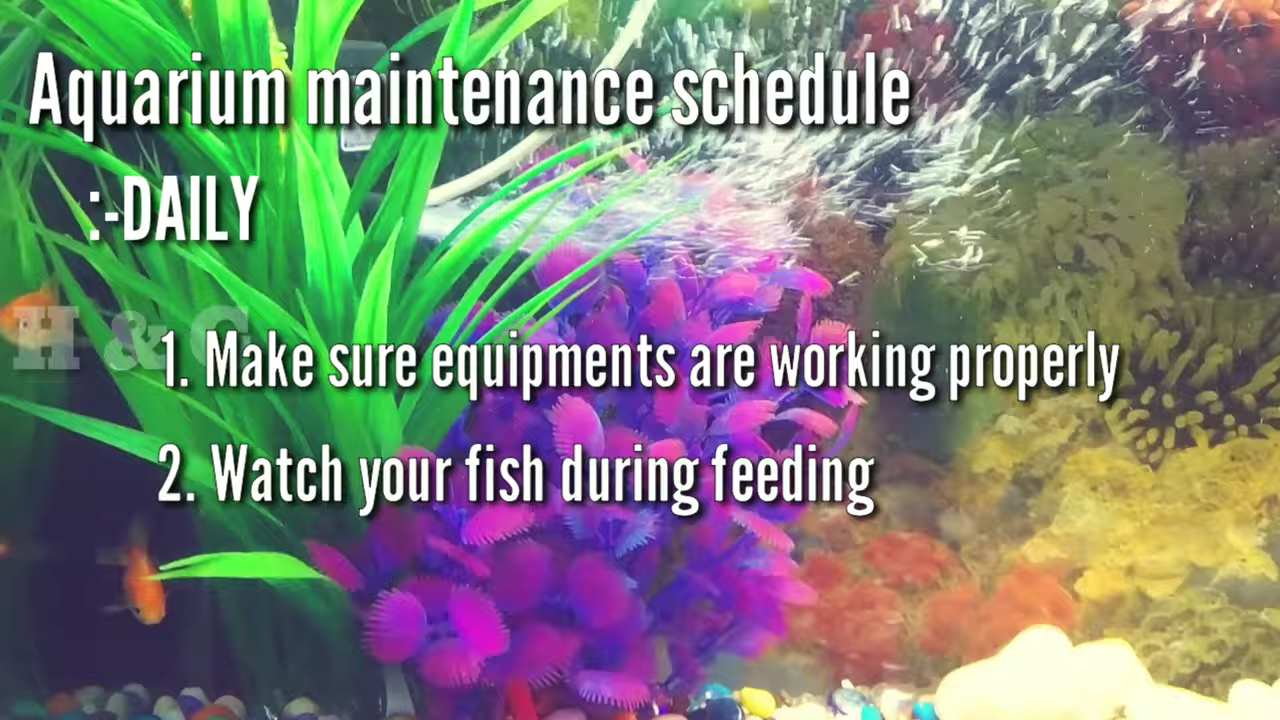 Aquarium maintenance schedule
:-DAILY
H & G
1. Make sure equipments are working properly
2. Watch your fish during feeding